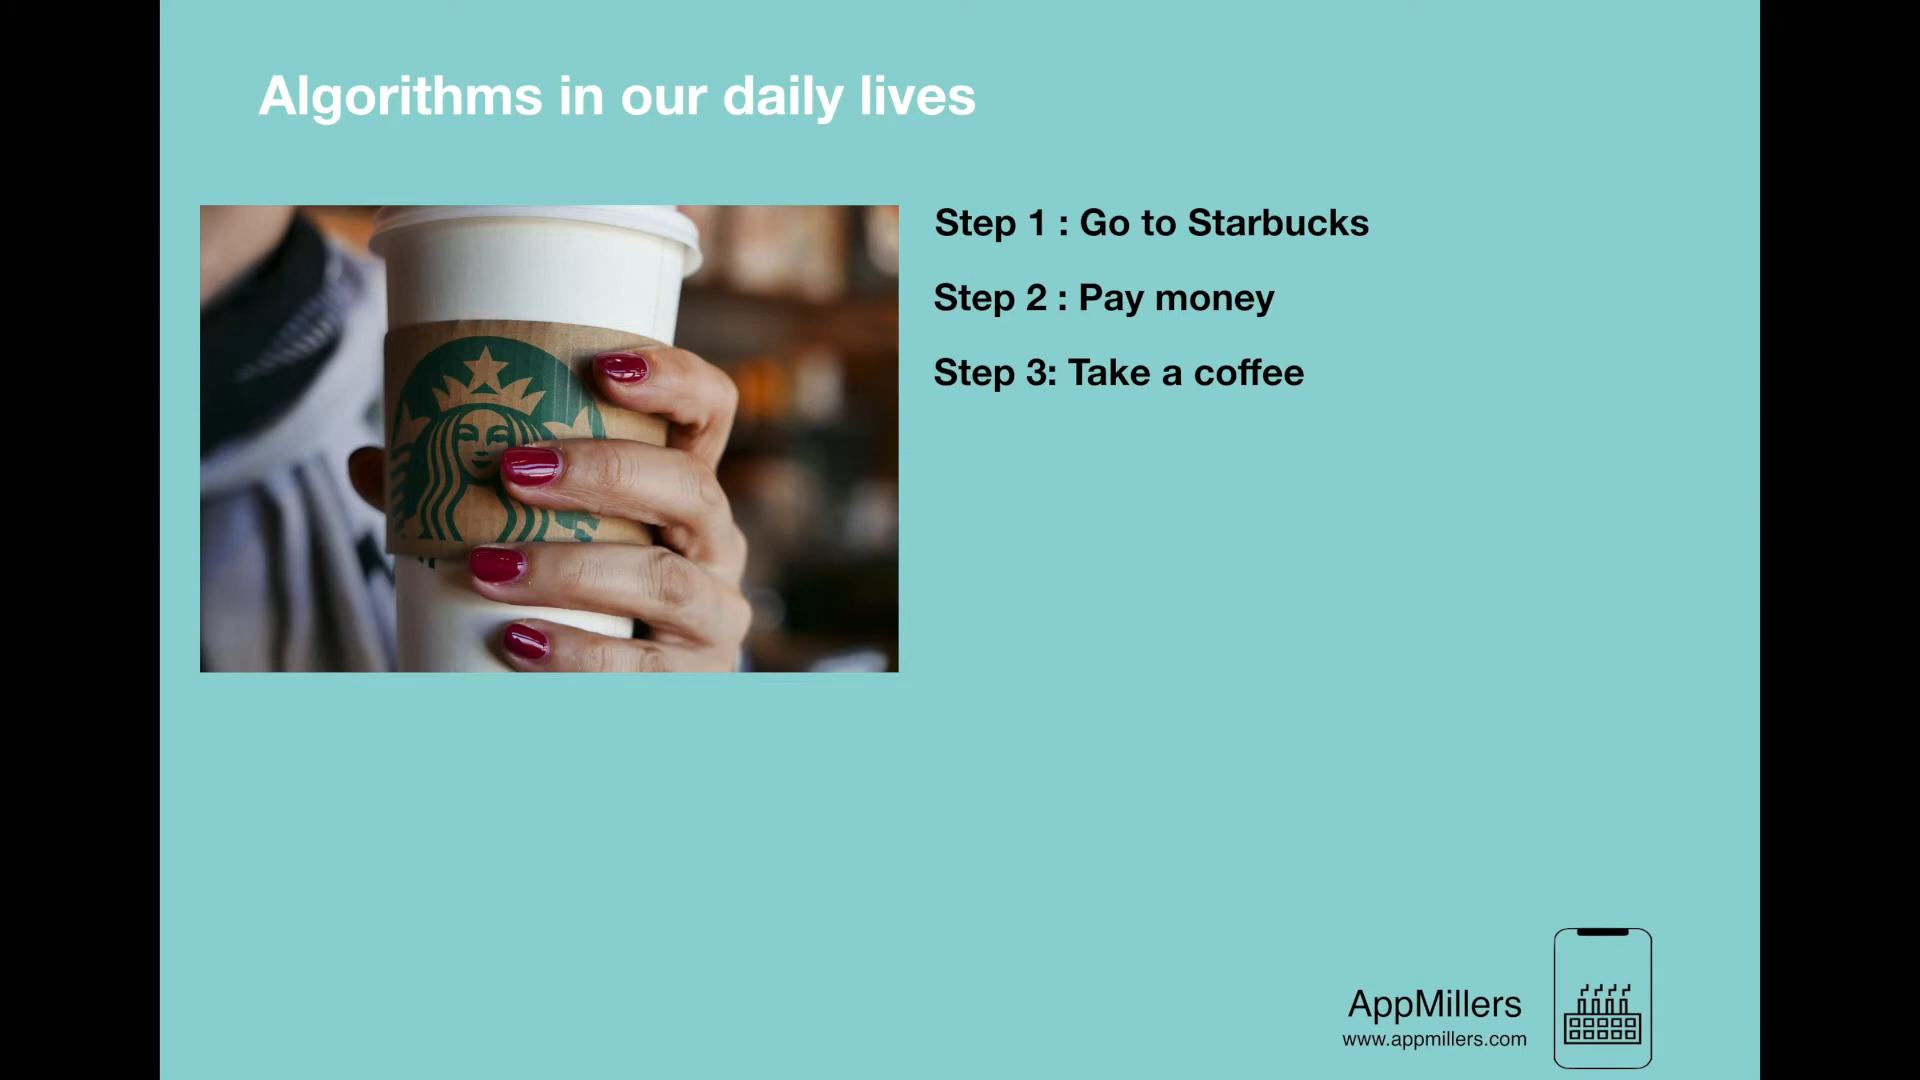 Algorithms in our daily lives
Step 1 : Go to Starbucks
Step 2 : Pay money
Step 3: Take a coffee
AppMillers
www.appmillers.com